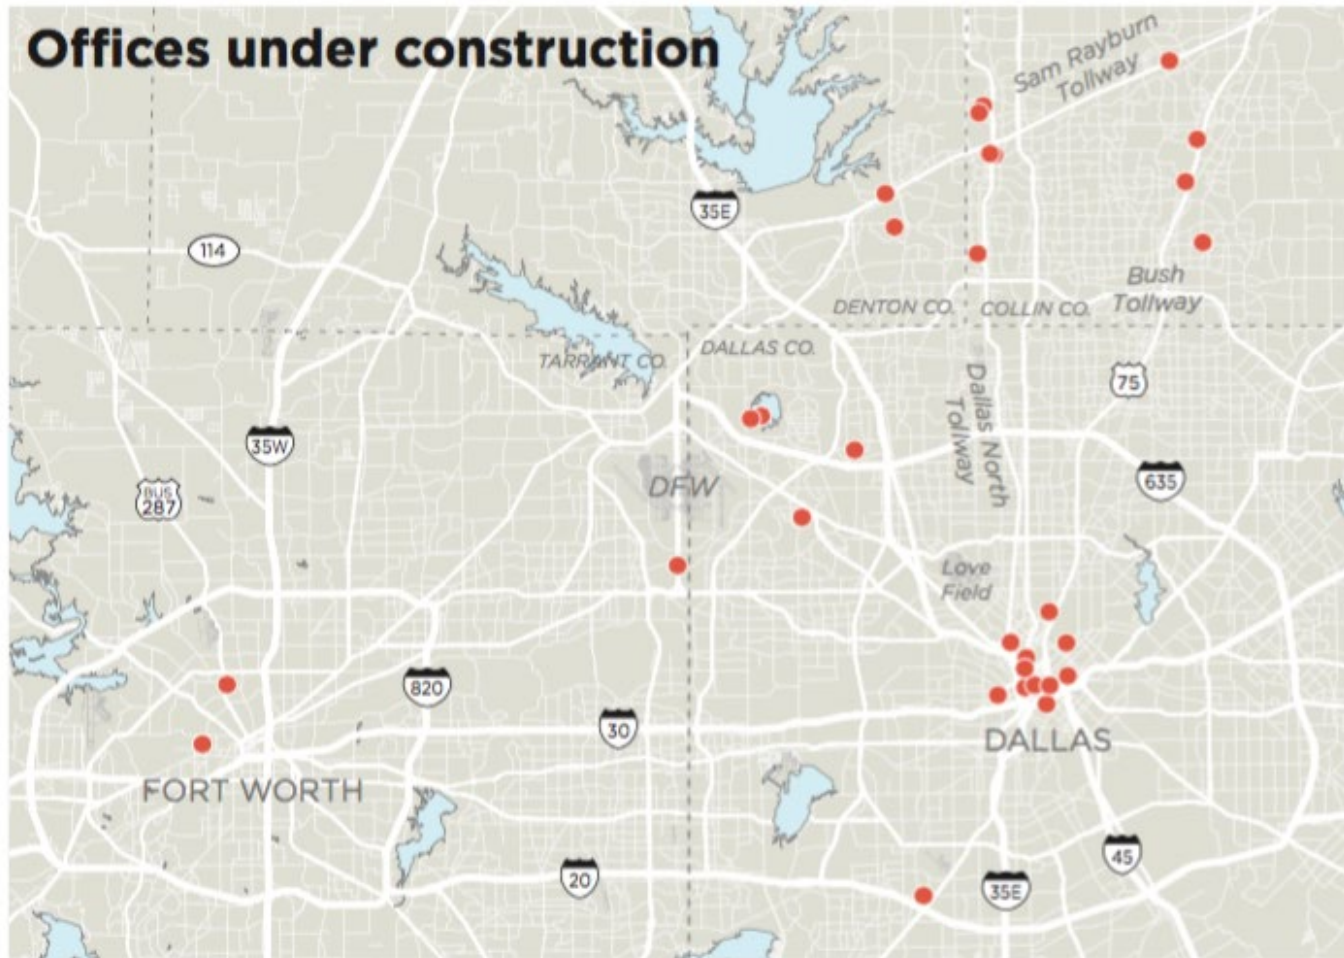 Offices under construction
Sam Rayburn
Tollway
35E
114
Bush
Tollway
DENTON CO.
COLLIN CO.
TARRANT CO.
DALLAS CO.
75
Dallas North
Tollway
35W
635
DFW
BUS
287
Love
Field
820
30
DALLAS
FORT WORTH
45
20
35E